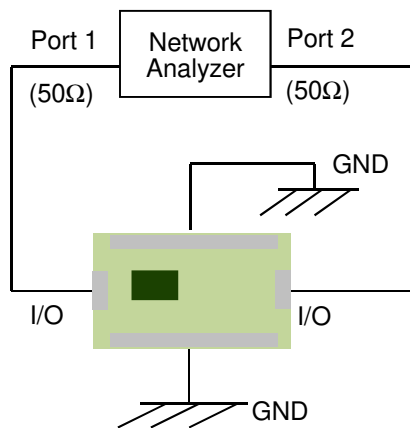 Port 1
Network
Analyzer
Port 2
(50Ω)
(50Ω)
GND
I/O
I/O
GND